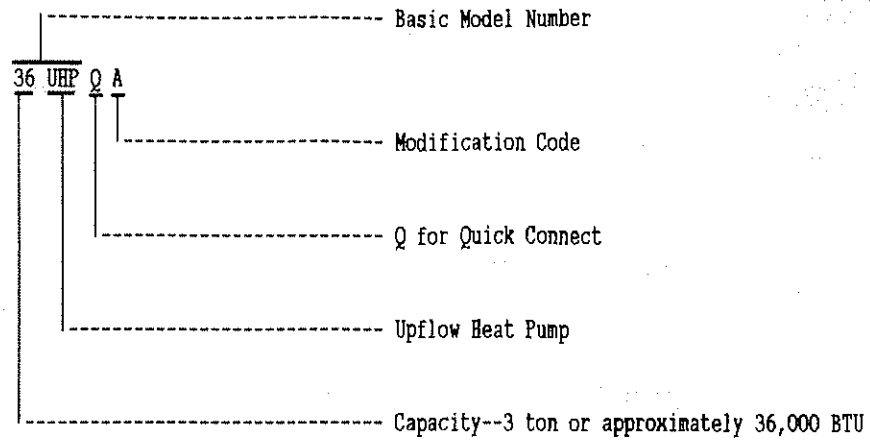 Basic Model Number
36 UHP Q A
Modification Code
Q for Quick Connect
Upflow Heat Pump
Capacity--3 ton or approximately 36,000 BTU